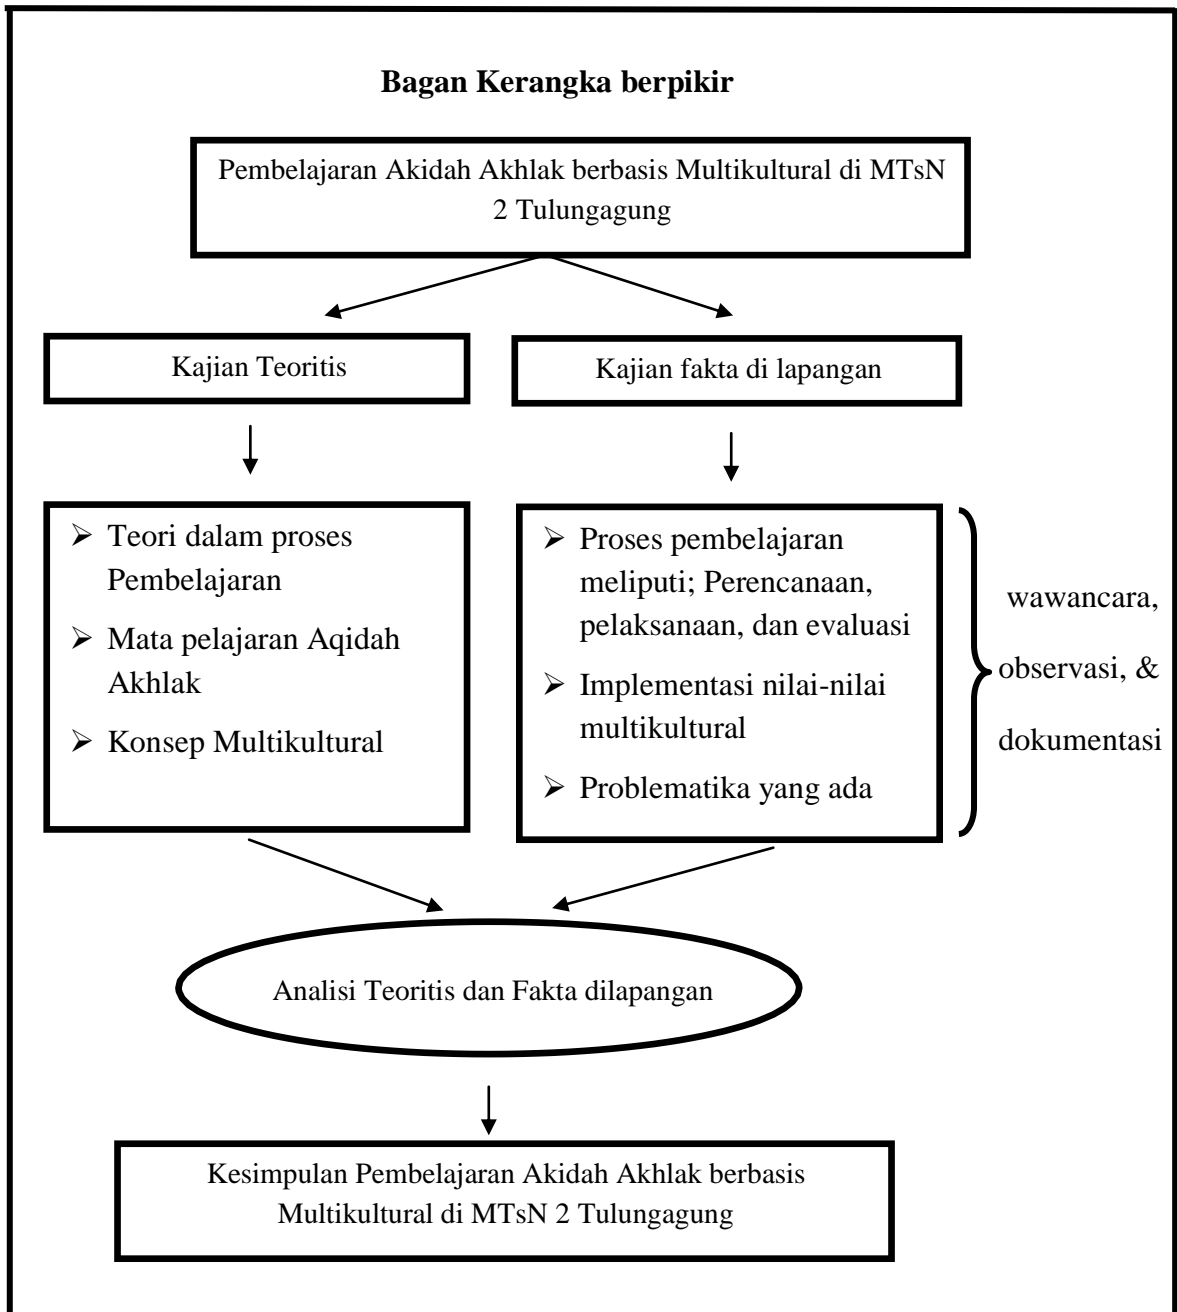 Bagan Kerangka berpikir
Pembelajaran Akidah Akhlak berbasis Multikultural di MTsN
2 Tulungagung
Kajian Teoritis
Kajian fakta di lapangan
➢ Teori dalam proses
Pembelajaran
➢ Mata pelajaran Aqidah
Akhlak
➢ Konsep Multikultural
➢ Proses pembelajaran
meliputi; Perencanaan,
pelaksanaan, dan evaluasi
➢ Implementasi nilai-nilai
multikultural
➢ Problematika yang ada
wawancara,
observasi, &
dokumentasi
Analisi Teoritis dan Fakta dilapangan
Kesimpulan Pembelajaran Akidah Akhlak berbasis
Multikultural di MTsN 2 Tulungagung